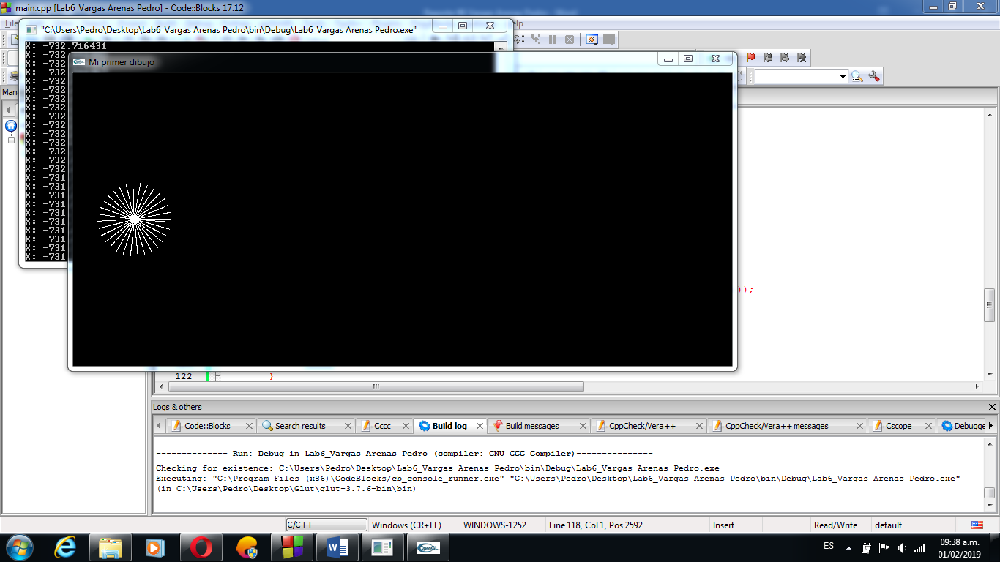 main.cpp [Lab6_Vargas Arenas Pedro] - Code::Blocks 17.12
"C:\Users\Pedro\Desktop\Lab6_Vargas Arenas Pedro\bin\Debug\Lab6_Vargas Arenas Pedro.exe"
X: -732.716431
Mi primer dibujo
X: -732
X: -732
X: -732
X: -732
X: -732
X: -732
X: -732
X: -732
X: -732
X: -732
X: -732
X: -732
X: -732
X: -732
X: -731
X: -731
X: -731
X: -731
X: -731
X: -731
X: -731
X: -731
X: -731
X: -731
));
122 }
Logs & others
Code::Blocks Search results Cccc Build log Build messages CppCheck/Vera++ CppCheck/Vera++ messages Cscope Debugge
-------------- Run: Debug in Lab6_Vargas Arenas Pedro (compiler: GNU GCC Compiler)---------------
Checking for existence: C:\Users\Pedro\Desktop\Lab6_Vargas Arenas Pedro\bin\Debug\Lab6_Vargas Arenas Pedro.exe
Executing: "C:\Program Files (x86)\CodeBlocks/cb_console_runner.exe" "C:\Users\Pedro\Desktop\Lab6_Vargas Arenas Pedro\bin\Debug\Lab6_Vargas Arenas Pedro.exe"
(in C:\Users\Pedro\Desktop\Glut\glut-3.7.6-bin\bin)
C/C++ Windows (CR+LF) WINDOWS-1252 Line 118, Col 1, Pos 2592 Insert Read/Write default
OpenGL
ES
09:38 a.m.
01/02/2019